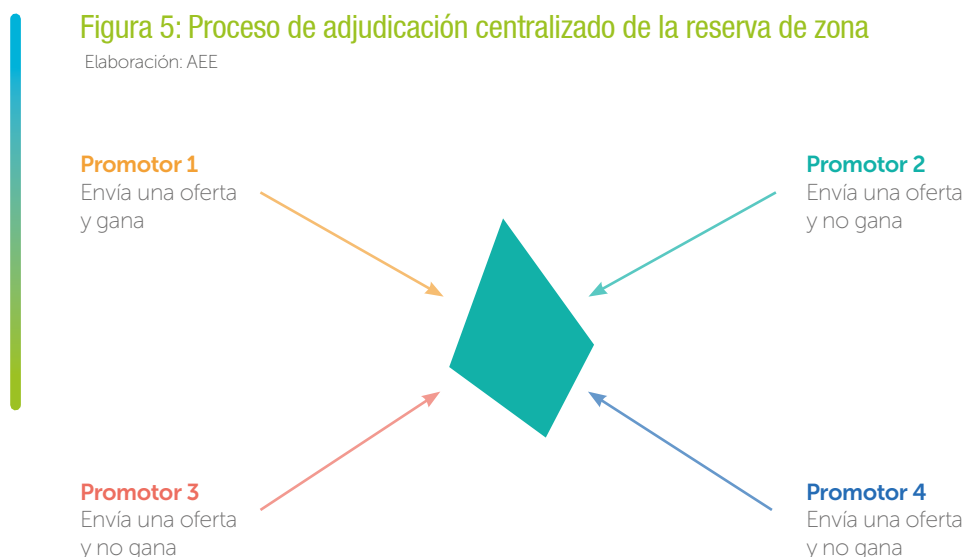 Figura 5: Proceso de adjudicación centralizado de la reserva de zona
Elaboración: AEE
Promotor 1
Envía una oferta
y gana
Promotor 2
Envía una oferta
y no gana
Promotor 3
Envía una oferta
y no gana
Promotor 4
Envía una oferta
y no gana